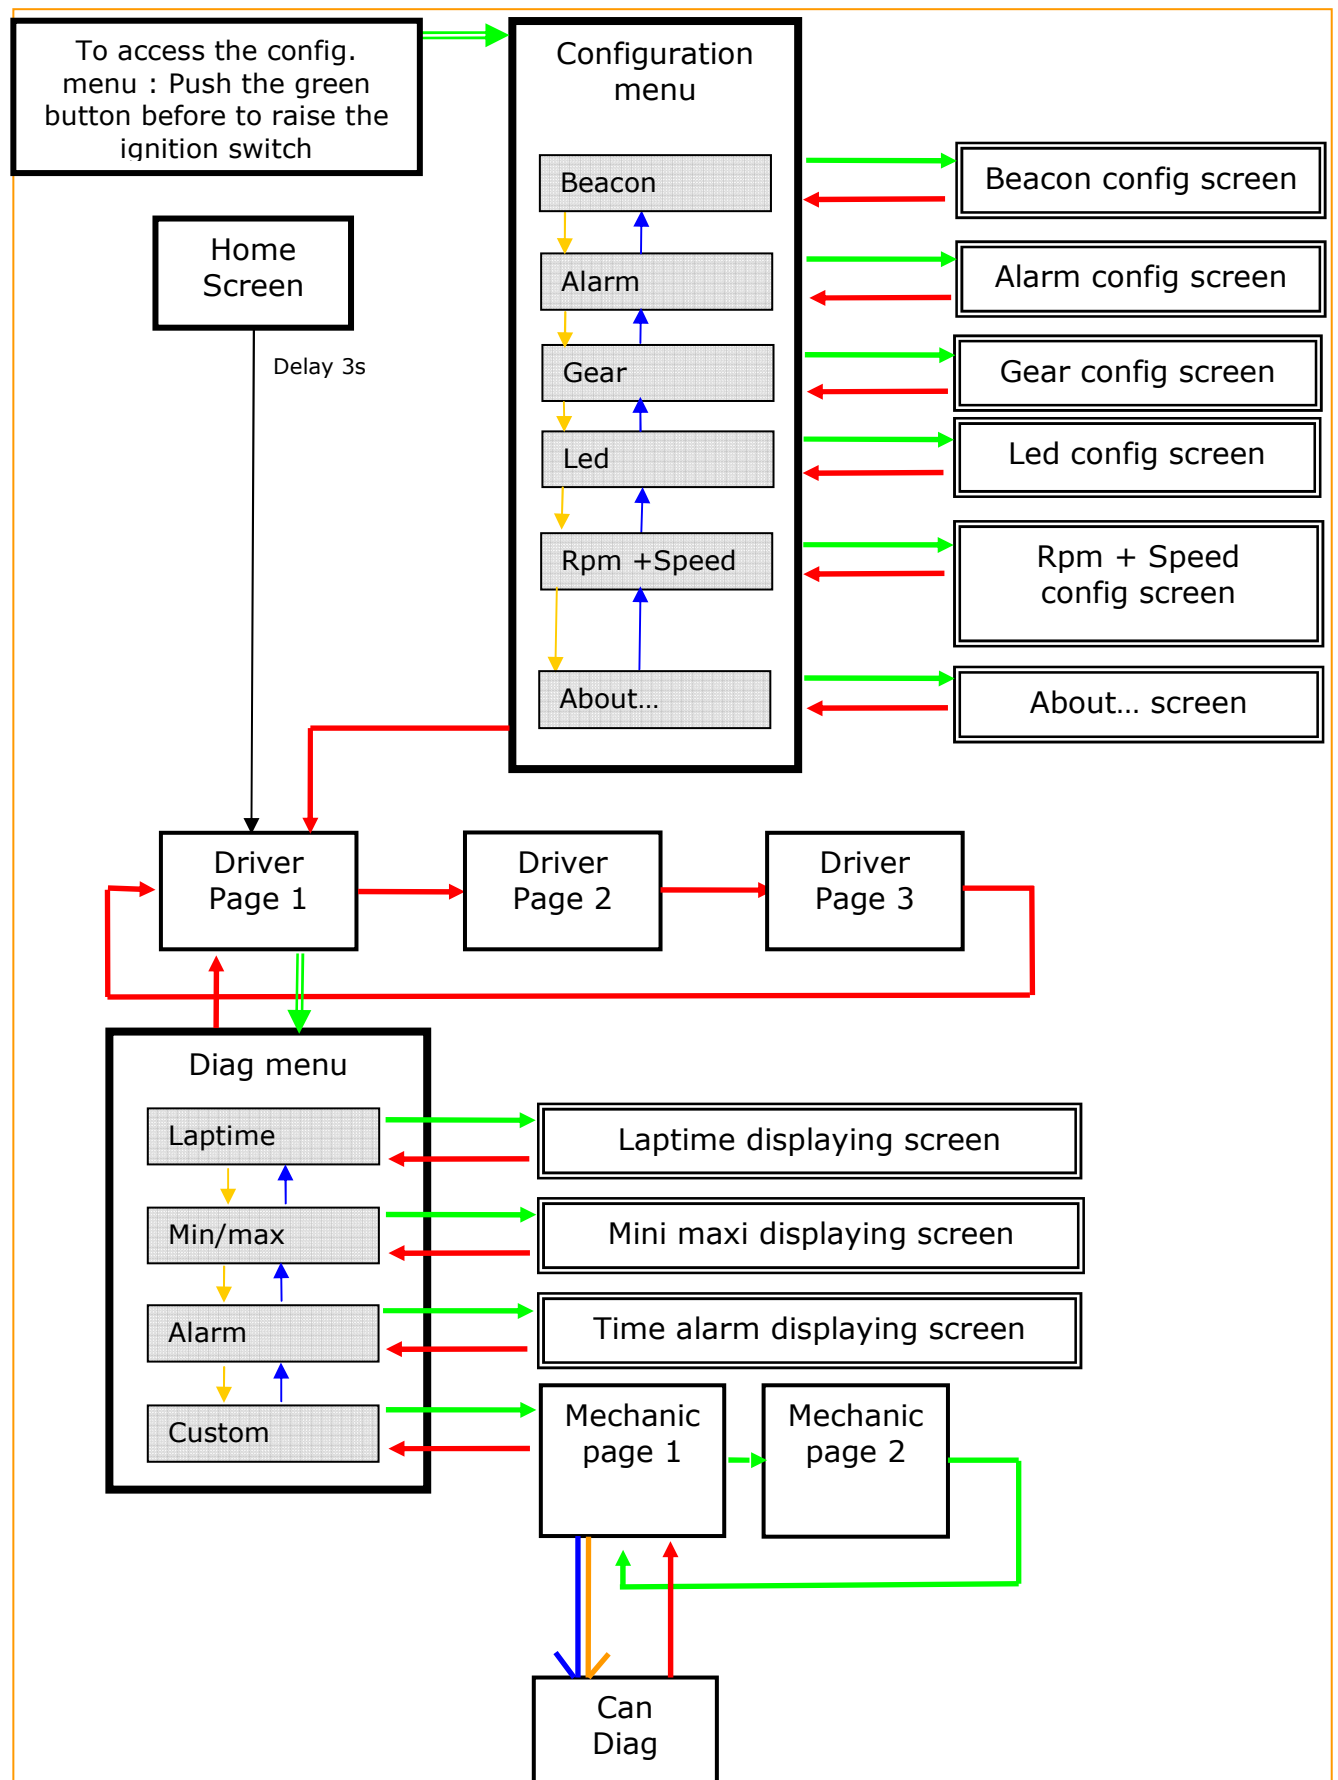 To access the config.
menu : Push the green
button before to raise the
ignition switch
Configuration
menu
Beacon
Beacon config screen
Home
Screen
Alarm
Alarm config screen
Delay 3s
Gear
Gear config screen
Led
Led config screen
Rpm +Speed
Rpm + Speed
config screen
About...
About... screen
Driver
Page 1
Driver
Page 2
Driver
Page 3
Diag menu
Laptime
Laptime displaying screen
Min/max
Mini maxi displaying screen
Alarm
Time alarm displaying screen
Custom
Mechanic
page 1
Mechanic
page 2
Can
Diag